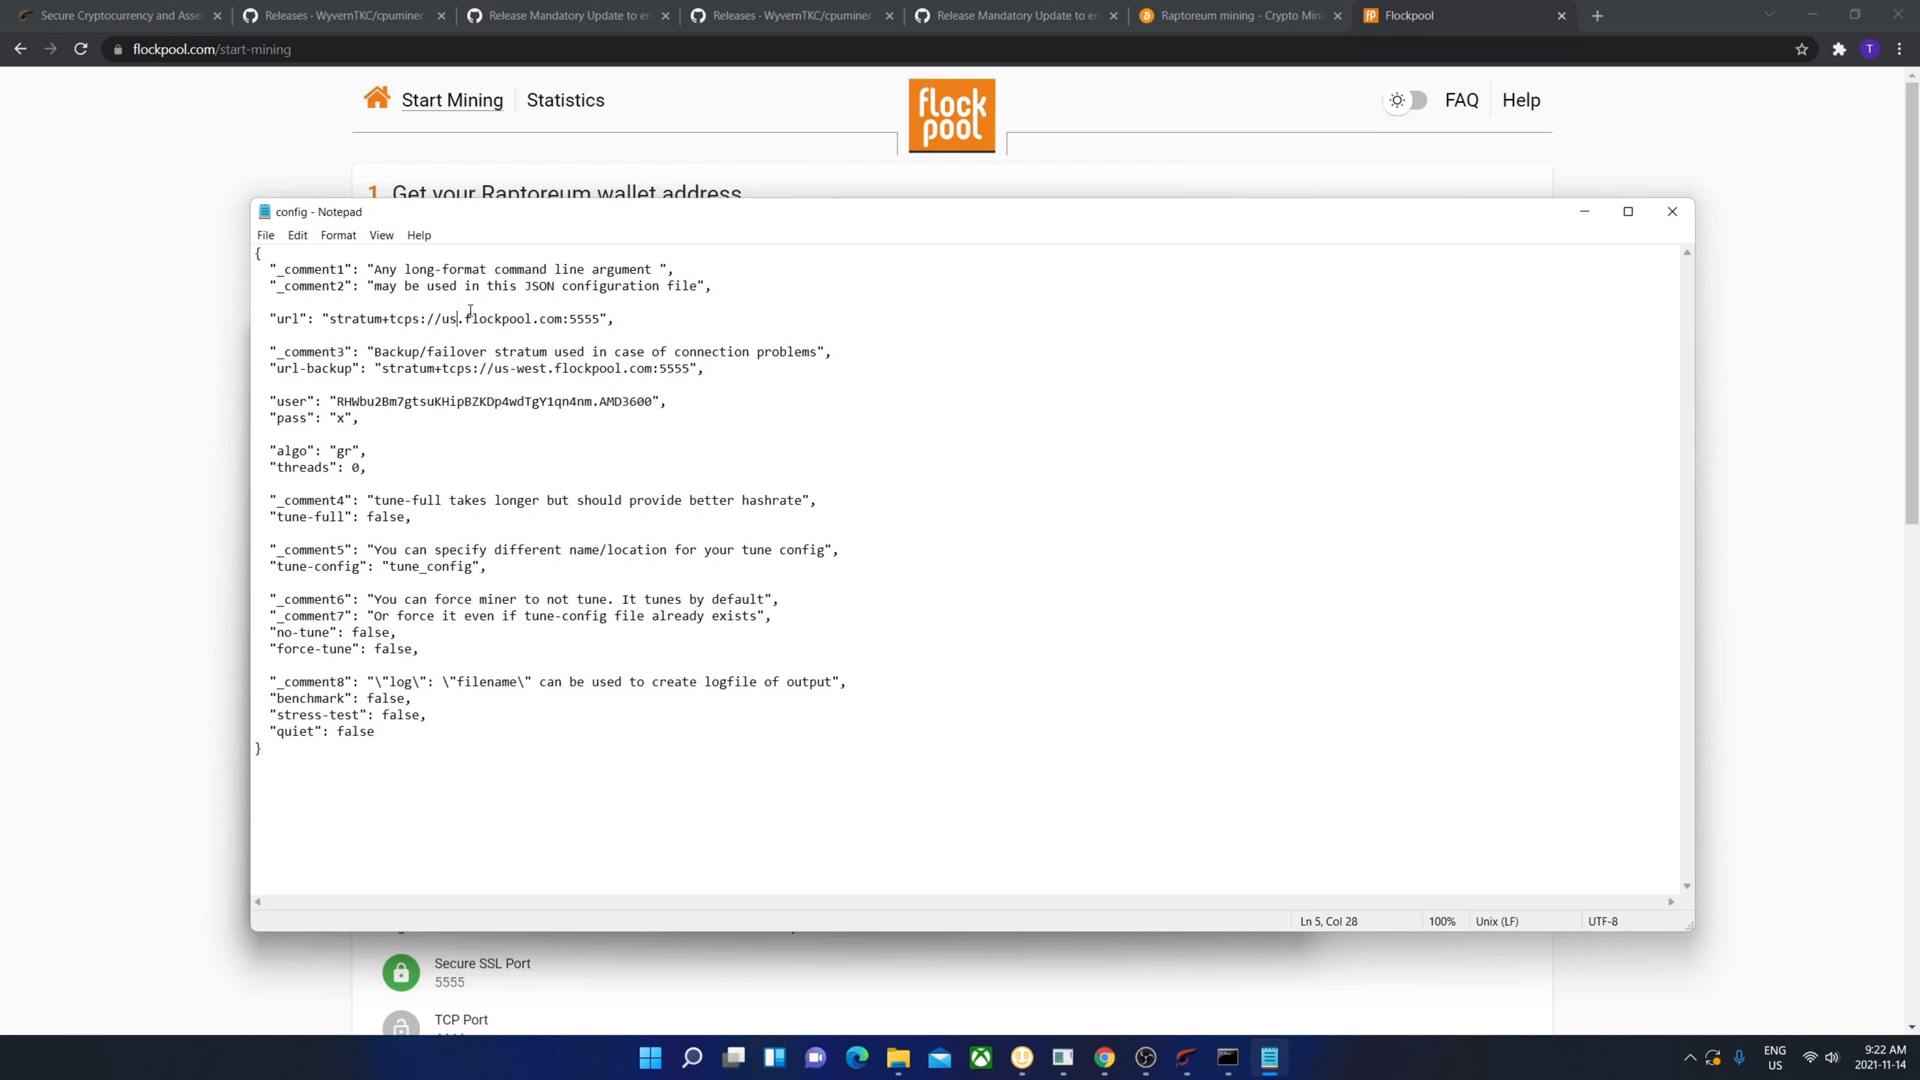 Secure Cryptocurrency and Asse
Releases · WyvernTKC/cpuminer-
Release Mandatory Update to en
Releases · WyvernTKC/cpuminer-
Release Mandatory Update to en
Raptoreum mining - Crypto Mini
Flockpool
flockpool.com/start-mining
T
Start Mining
Statistics
flock
pool
FAQ
Help
1 Get your Raptoreum wallet address
config - Notepad
File Edit Format View Help
{
"_comment1": "Any long-format command line argument ",
"_comment2": "may be used in this JSON configuration file",
"url": "stratum+tcps://us.flockpool.com:5555",
"_comment3": "Backup/failover stratum used in case of connection problems",
"url-backup": "stratum+tcps://us-west.flockpool.com:5555",
"user": "RHWbu2Bm7gtsuKHipBZKDp4wdTgY1qn4nm.AMD3600",
"pass": "x",
"algo": "gr",
"threads": 0,
"_comment4": "tune-full takes longer but should provide better hashrate",
"tune-full": false,
"_comment5": "You can specify different name/location for your tune config",
"tune-config": "tune_config",
"_comment6": "You can force miner to not tune. It tunes by default",
"_comment7": "Or force it even if tune-config file already exists",
"no-tune": false,
"force-tune": false,
"_comment8": "\"log\": \"filename\" can be used to create logfile of output",
"benchmark": false,
"stress-test": false,
"quiet": false
}
Ln 5, Col 28
100%
Unix (LF)
UTF-8
Secure SSL Port
5555
TCP Port
ENG
US
9:22 AM
2021-11-14